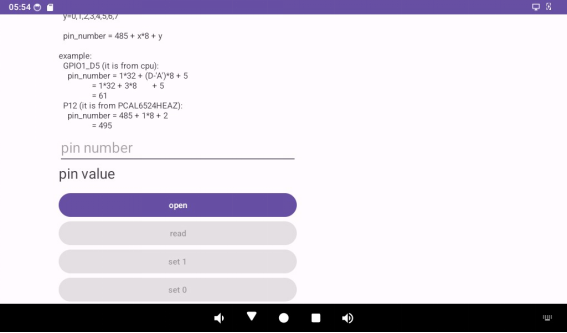 05:54
y=0,1,2,3,4,5,6,7
pin_number = 485 + x*8 + y
example:
GPIO1_D5 (it is from cpu):
pin_number = 1*32 + (D-'A')*8 + 5
= 1*32 + 3*8 + 5
= 61
P12 (it is from PCAL6524HEAZ):
pin_number = 485 + 1*8 + 2
= 495
pin number
pin value
open
read
set 1
set 0